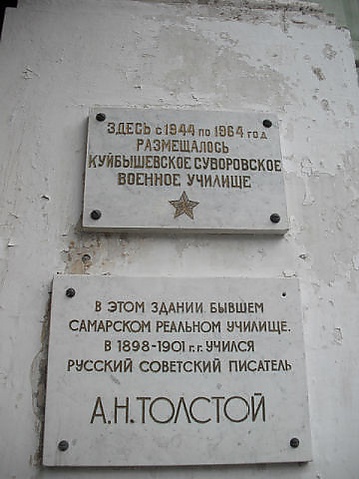 ЗДЕСЬ с 1944 по 1964 год
РАЗМЕЩАЛОСЬ
КУЙБЫШЕВСКОЕ СУВОРОВСКОЕ
ВОЕННОЕ УЧИЛИЩЕ
В ЭТОМ ЗДАНИИ БЫВШЕМ
САМАРСКОМ РЕАЛЬНОМ УЧИЛИЩЕ.
В 1898-1901 г.г. УЧИЛСЯ
РУССКИЙ СОВЕТСКИЙ ПИСАТЕЛЬ
А.Н.ТОЛСТОЙ